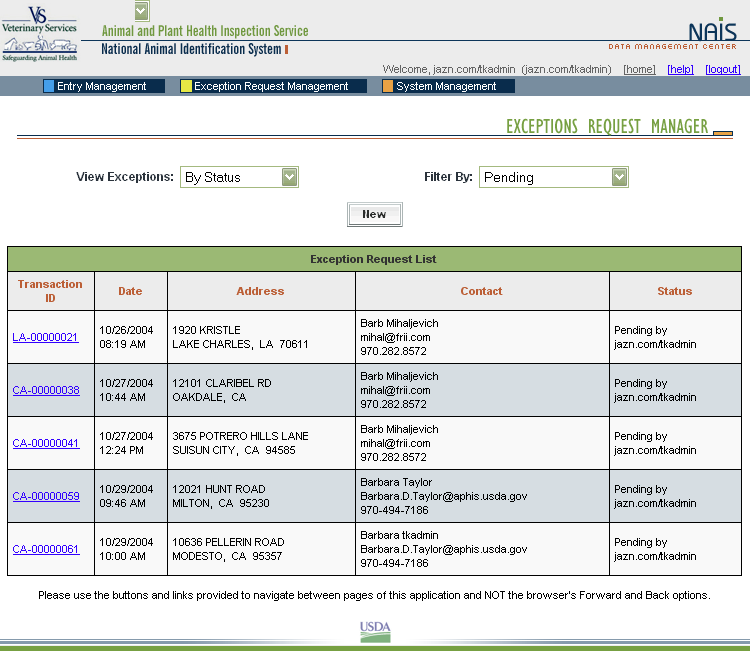 VS
Veterinary Services
Safeguarding Animal Health
Animal and Plant Health Inspection Service
National Animal Identification System
NAIS
DATA MANAGEMENT CENTER
Welcome, jazn.com/tkadmin (jazn.com/tkadmin) [home] [help] [logout]
Entry Management Exception Request Management System Management
EXCEPTIONS REQUEST MANAGER
View Exceptions: By Status Filter By: Pending
New
Exception Request List
Transaction ID Date Address Contact Status
LA-00000021 10/26/2004 08:19 AM 1920 KRISTLE LAKE CHARLES, LA 70611 Barb Mihaljevich mihal@frii.com 970.282.8572 Pending by jazn.com/tkadmin
CA-00000038 10/27/2004 10:44 AM 12101 CLARIBEL RD OAKDALE, CA Barb Mihaljevich mihal@frii.com 970.282.8572 Pending by jazn.com/tkadmin
CA-00000041 10/27/2004 12:24 PM 3675 POTRERO HILLS LANE SUISUN CITY, CA 94585 Barb Mihaljevich mihal@frii.com 970.282.8572 Pending by jazn.com/tkadmin
CA-00000059 10/29/2004 09:46 AM 12021 HUNT ROAD MILTON, CA 95230 Barbara Taylor Barbara.D.Taylor@aphis.usda.gov 970-494-7186 Pending by jazn.com/tkadmin
CA-00000061 10/29/2004 10:00 AM 10636 PELLERIN ROAD MODESTO, CA 95357 Barbara tkadmin Barbara.D.Taylor@aphis.usda.gov 970-494-7186 Pending by jazn.com/tkadmin
Please use the buttons and links provided to navigate between pages of this application and NOT the browser's Forward and Back options.
USDA